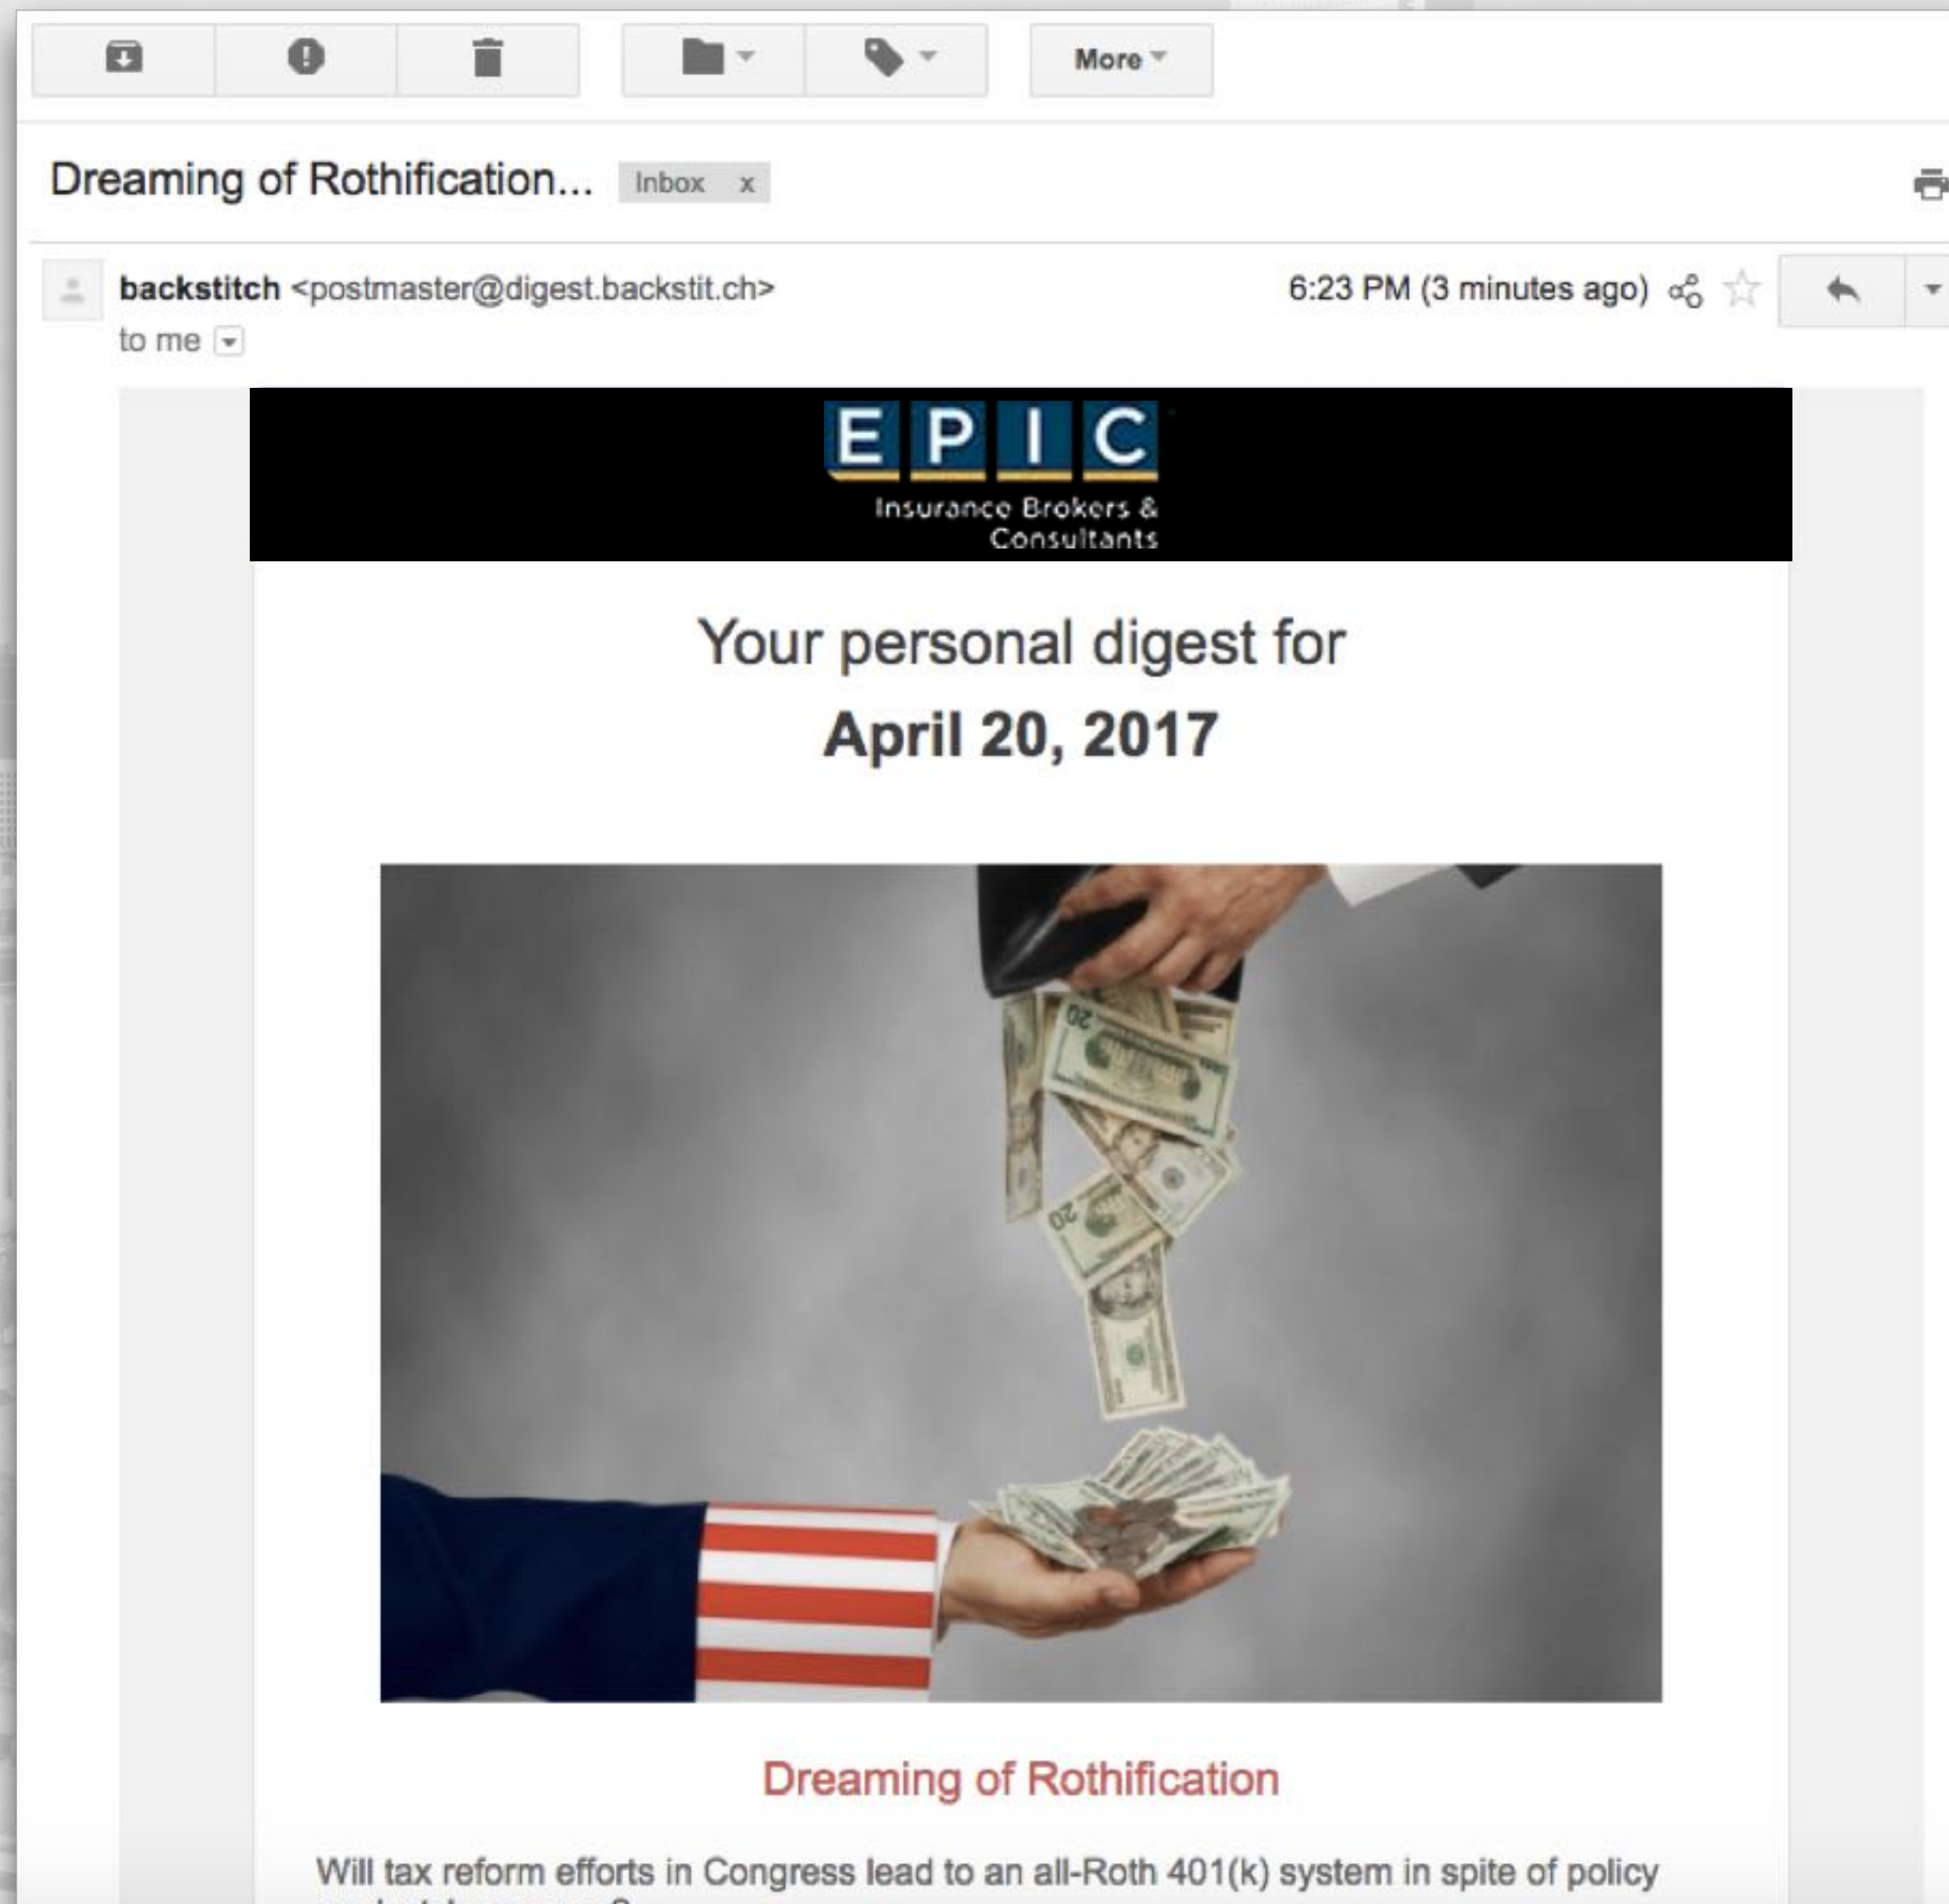 More
Dreaming of Rothification...
Inbox x
backstitch <postmaster@digest.backstit.ch>
6:23 PM (3 minutes ago)
to me
EPIC
Insurance Brokers &
Consultants
Your personal digest for
April 20, 2017
20
20
Dreaming of Rothification
Will tax reform efforts in Congress lead to an all-Roth 401(k) system in spite of policy